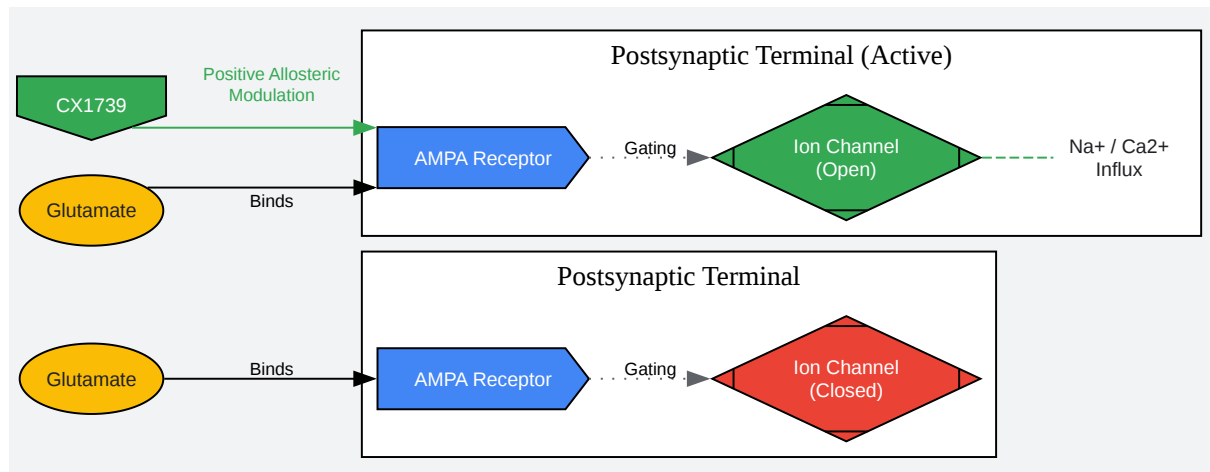 Postsynaptic Terminal (Active)
Positive Allosteric
Modulation
CX1739
AMPA Receptor
Gating
Ion Channel
(Open)
Na+ / Ca2+
Influx
Glutamate
Binds
Postsynaptic Terminal
Glutamate
Binds
AMPA Receptor
Gating
Ion Channel
(Closed)